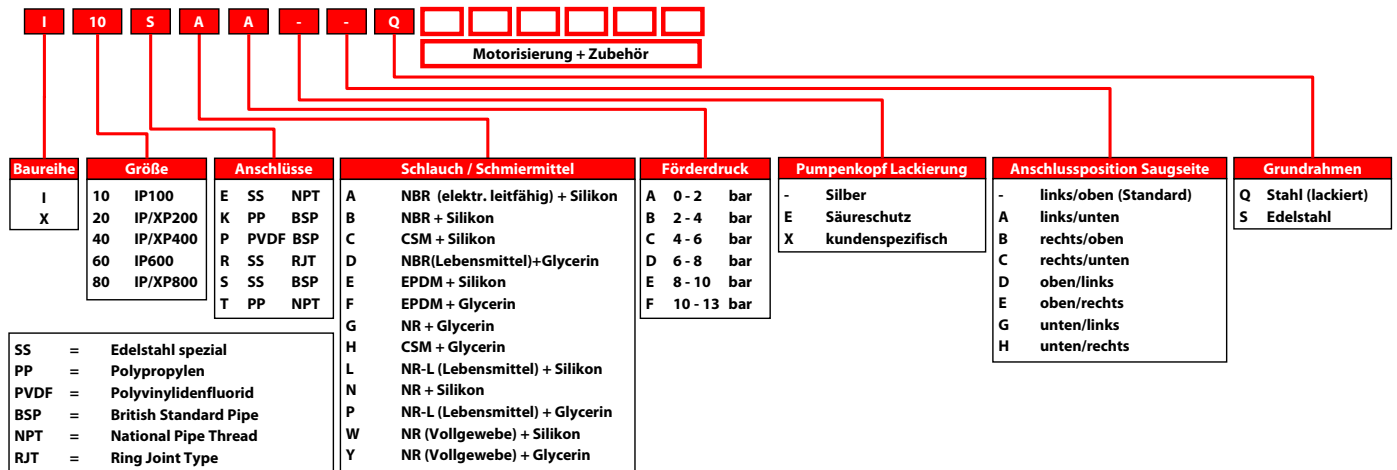 I 10 S A A - - Q
Motorisierung + Zubehör
Baureihe
I
X
Größe
10 IP100
20 IP/XP200
40 IP/XP400
60 IP600
80 IP/XP800
Anschlüsse
E SS NPT
K PP BSP
P PVDF BSP
R SS RJT
S SS BSP
T PP NPT
Schlauch / Schmiermittel
A NBR (elektr. leitfähig) + Silikon
B NBR + Silikon
C CSM + Silikon
D NBR(Lebensmittel)+Glycerin
E EPDM + Silikon
F EPDM + Glycerin
G NR + Glycerin
H CSM + Glycerin
L NR-L (Lebensmittel) + Silikon
N NR + Silikon
P NR-L (Lebensmittel) + Glycerin
W NR (Vollgewebe) + Silikon
Y NR (Vollgewebe) + Glycerin
Förderdruck
A 0 - 2 bar
B 2 - 4 bar
C 4 - 6 bar
D 6 - 8 bar
E 8 - 10 bar
F 10 - 13 bar
Pumpenkopf Lackierung
- Silber
E Säureschutz
X kundenspezifisch
Anschlussposition Saugseite
- links/oben (Standard)
A links/unten
B rechts/oben
C rechts/unten
D oben/links
E oben/rechts
G unten/links
H unten/rechts
Grundrahmen
Q Stahl (lackiert)
S Edelstahl
SS = Edelstahl spezial
PP = Polypropylen
PVDF = Polyvinylidenfluorid
BSP = British Standard Pipe
NPT = National Pipe Thread
RJT = Ring Joint Type